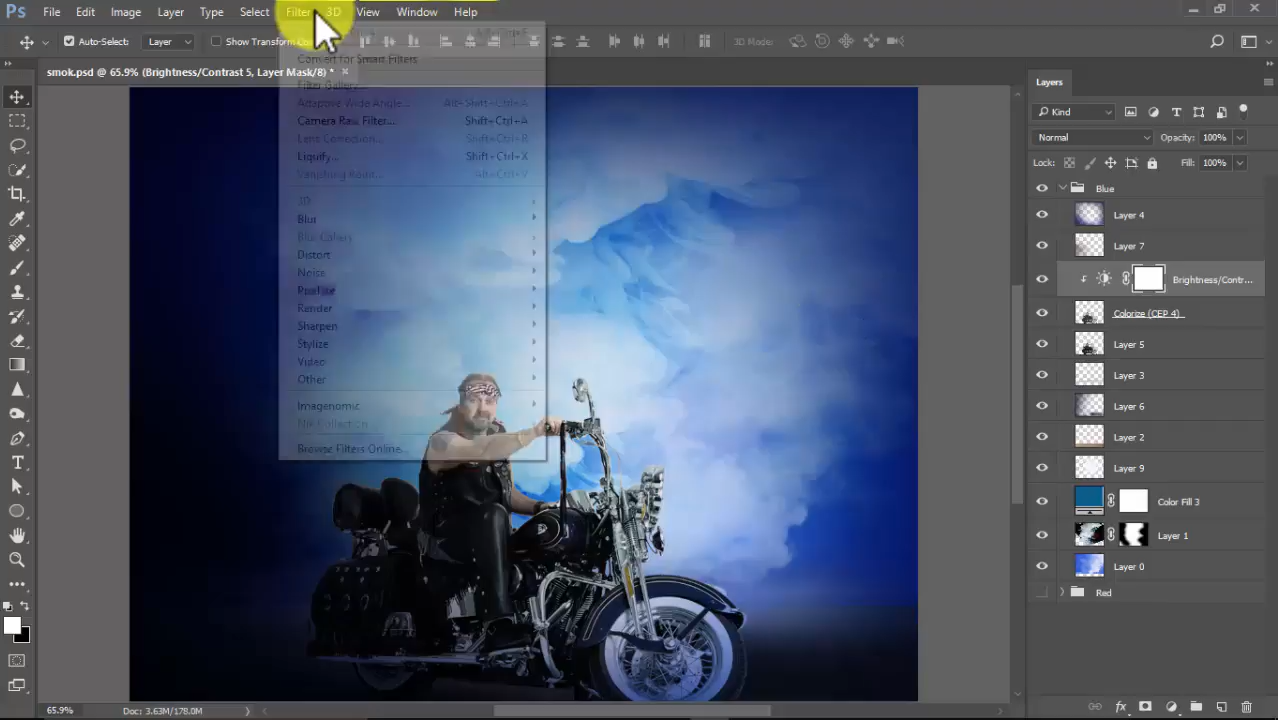 Ps File Edit Image Layer Type Select Filter 3D View Window Help
Auto-Select: Layer Show Transform 3D Mode:
smok.psd @ 65.9% (Brightness/Contrast 5, Layer Mask/8) *
Convert for Smart Filters
Filter Gallery...
Adaptive Wide Angle... Alt+Shift+Ctrl+A
Camera Raw Filter... Shift+Ctrl+A
Lens Correction... Shift+Ctrl+R
Liquify... Shift+Ctrl+X
Vanishing Point... Alt+Ctrl+V
3D
Blur
Blur Gallery
Distort
Noise
Pixelate
Render
Sharpen
Stylize
Video
Other
Imagenomic
Nik Collection
Browse Filters Online...
Layers
Kind
Normal Opacity: 100%
Lock: Fill: 100%
Blue
Layer 4
Layer 7
Brightness/Contr...
Colorize (CEP 4)
Layer 5
Layer 3
Layer 6
Layer 2
Layer 9
Color Fill 3
Layer 1
Layer 0
Red
65.9% Doc: 3.63M/178.0M